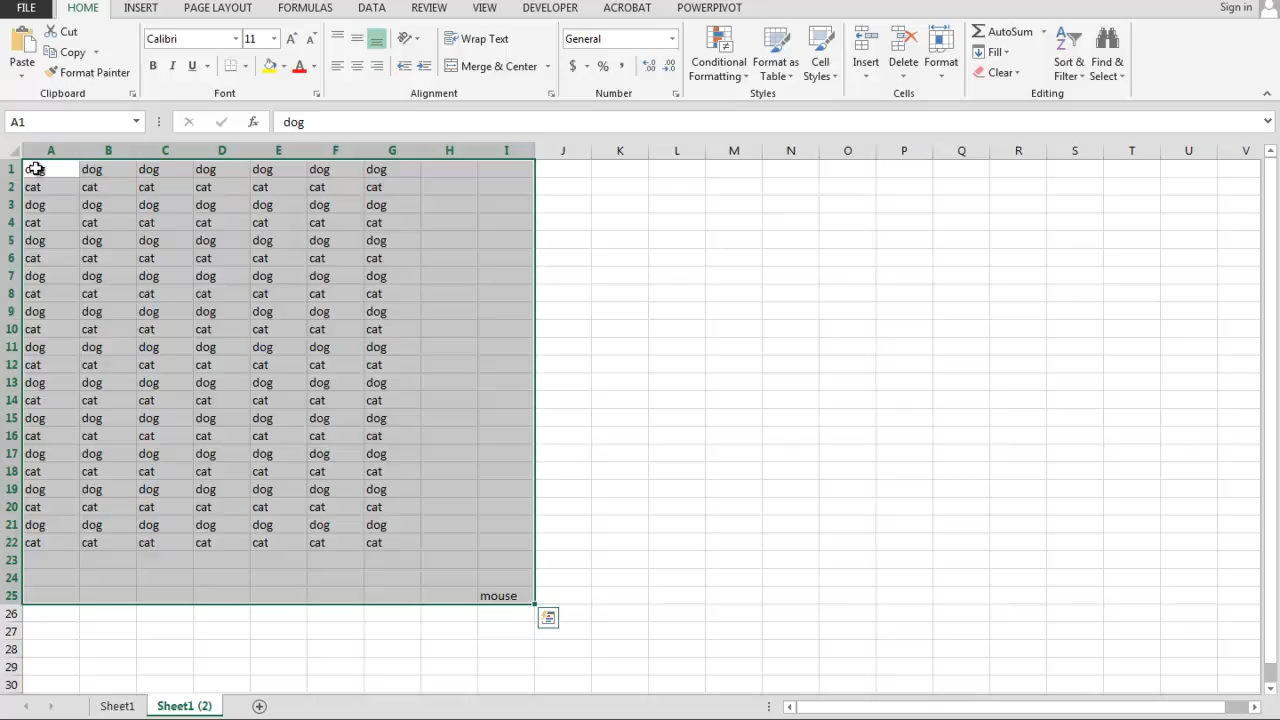 FILE HOME INSERT PAGE LAYOUT FORMULAS DATA REVIEW VIEW DEVELOPER ACROBAT POWERPIVOT Sign in
Paste
Cut
Copy
Format Painter
Clipboard
Calibri 11
B I U A
Font
Wrap Text
Merge & Center
Alignment
General
$ % ,
Number
Conditional Formatting
Format as Table
Cell Styles
Styles
Insert
Delete
Format
Cells
AutoSum
Fill
Clear
Sort & Filter
Find & Select
Editing
A1 fx dog
A B C D E F G H I J K L M N O P Q R S T U V
1 dog dog dog dog dog dog dog
2 cat cat cat cat cat cat cat
3 dog dog dog dog dog dog dog
4 cat cat cat cat cat cat cat
5 dog dog dog dog dog dog dog
6 cat cat cat cat cat cat cat
7 dog dog dog dog dog dog dog
8 cat cat cat cat cat cat cat
9 dog dog dog dog dog dog dog
10 cat cat cat cat cat cat cat
11 dog dog dog dog dog dog dog
12 cat cat cat cat cat cat cat
13 dog dog dog dog dog dog dog
14 cat cat cat cat cat cat cat
15 dog dog dog dog dog dog dog
16 cat cat cat cat cat cat cat
17 dog dog dog dog dog dog dog
18 cat cat cat cat cat cat cat
19 dog dog dog dog dog dog dog
20 cat cat cat cat cat cat cat
21 dog dog dog dog dog dog dog
22 cat cat cat cat cat cat cat
23
24
25 mouse
26
27
28
29
30
Sheet1 Sheet1 (2)